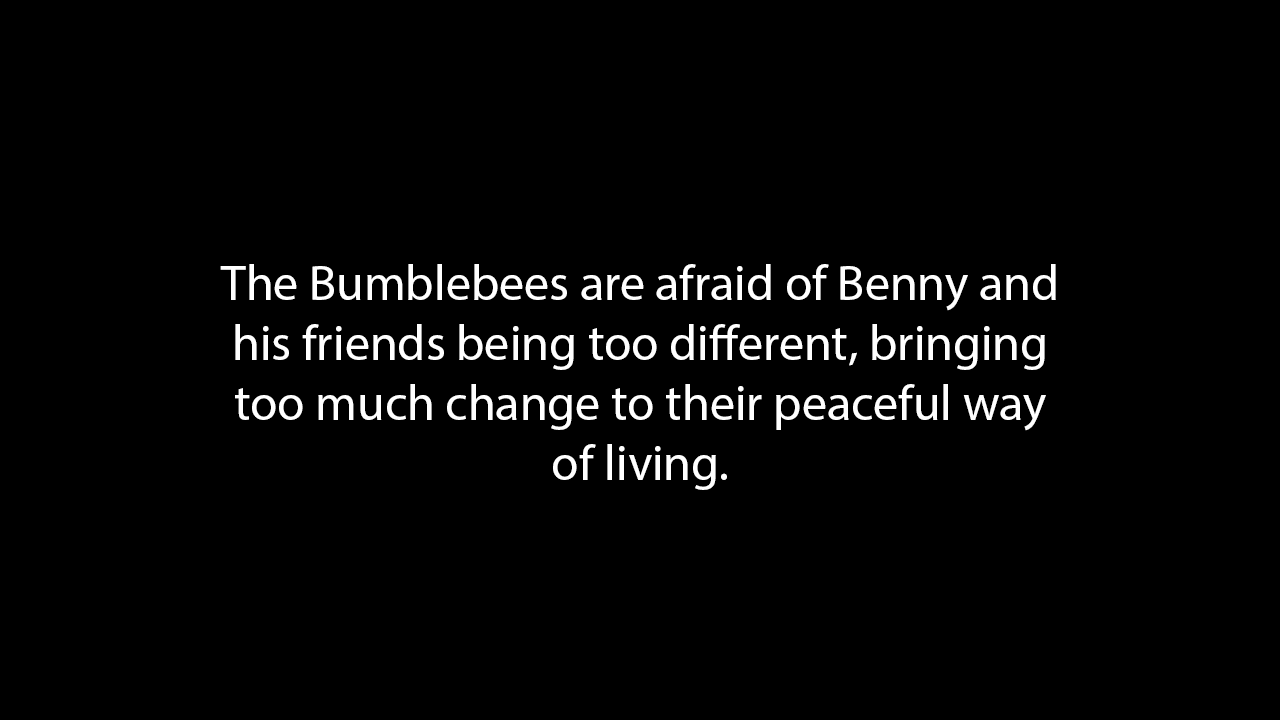 The Bumblebees are afraid of Benny and
his friends being too different, bringing
too much change to their peaceful way
of living.